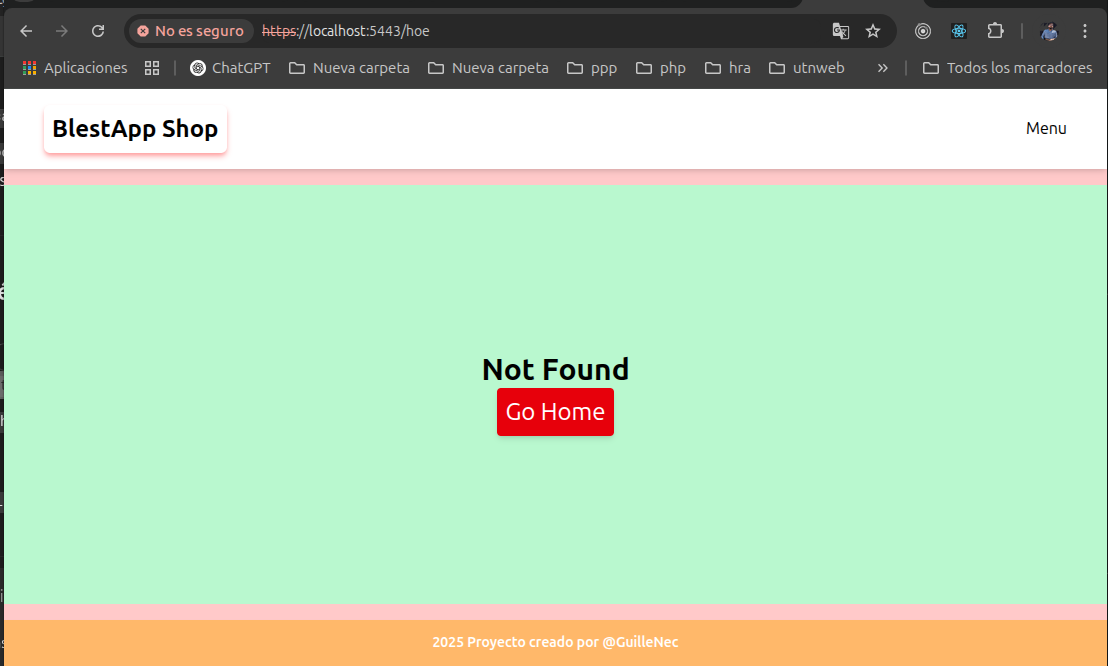 No es seguro https://localhost:5443/hoe
Aplicaciones ChatGPT Nueva carpeta Nueva carpeta ppp php hra utnweb » Todos los marcadores
BlestApp Shop Menu
Not Found
Go Home
2025 Proyecto creado por @GuilleNec